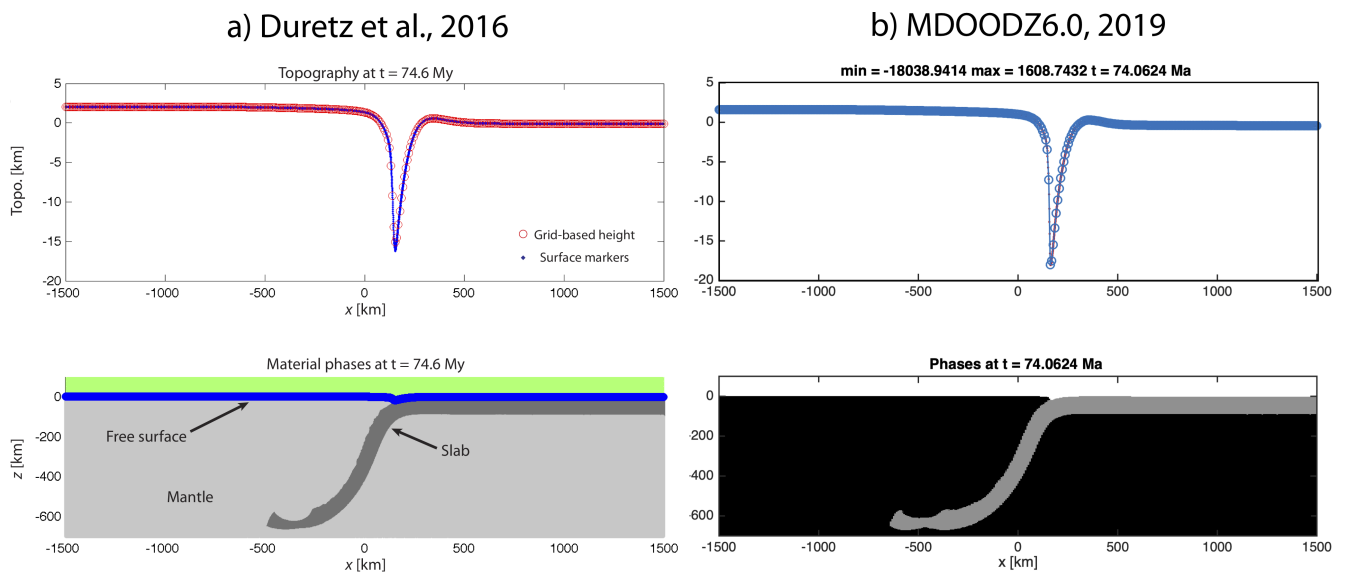 a) Duretz et al., 2016
b) MDOODZ6.0, 2019
Topography at t = 74.6 My
5
0
-5
-10
-15
-20
Topo. [km]
Grid-based height
Surface markers
-1500 -1000 -500 0 500 1000 1500
x [km]
min = -18038.9414 max = 1608.7432 t = 74.0624 Ma
5
0
-5
-10
-15
-20
-1500 -1000 -500 0 500 1000 1500
Material phases at t = 74.6 My
0
-200
-400
-600
z [km]
Free surface
Slab
Mantle
-1500 -1000 -500 0 500 1000 1500
x [km]
Phases at t = 74.0624 Ma
0
-200
-400
-600
-1500 -1000 -500 0 500 1000 1500
x [km]